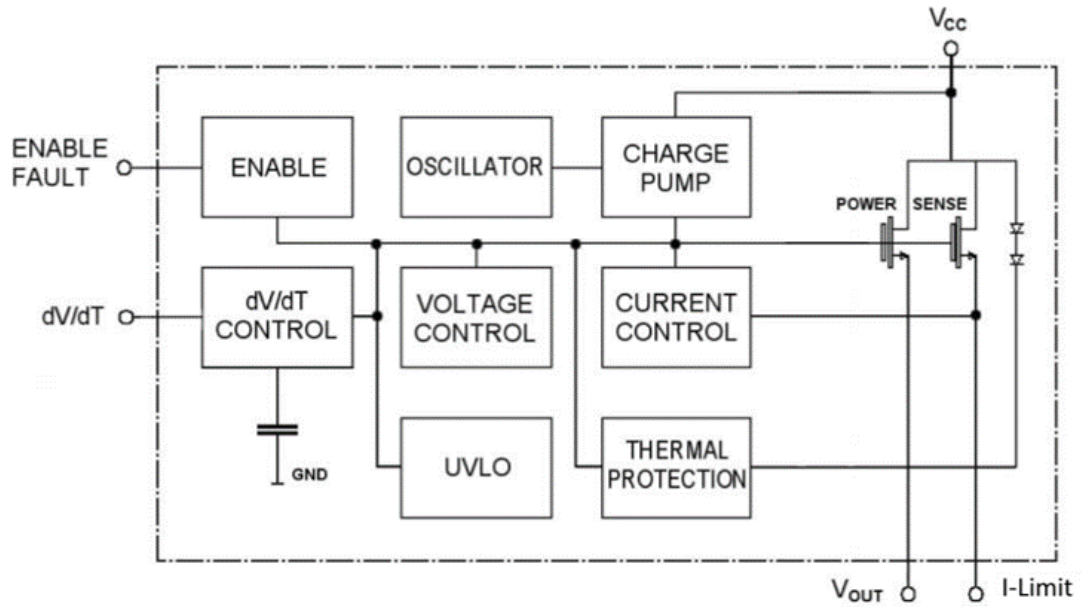 VCC
ENABLE
FAULT
ENABLE
OSCILLATOR
CHARGE
PUMP
POWER
SENSE
dV/dT
dV/dT
CONTROL
VOLTAGE
CONTROL
CURRENT
CONTROL
GND
UVLO
THERMAL
PROTECTION
VOUT
I-Limit